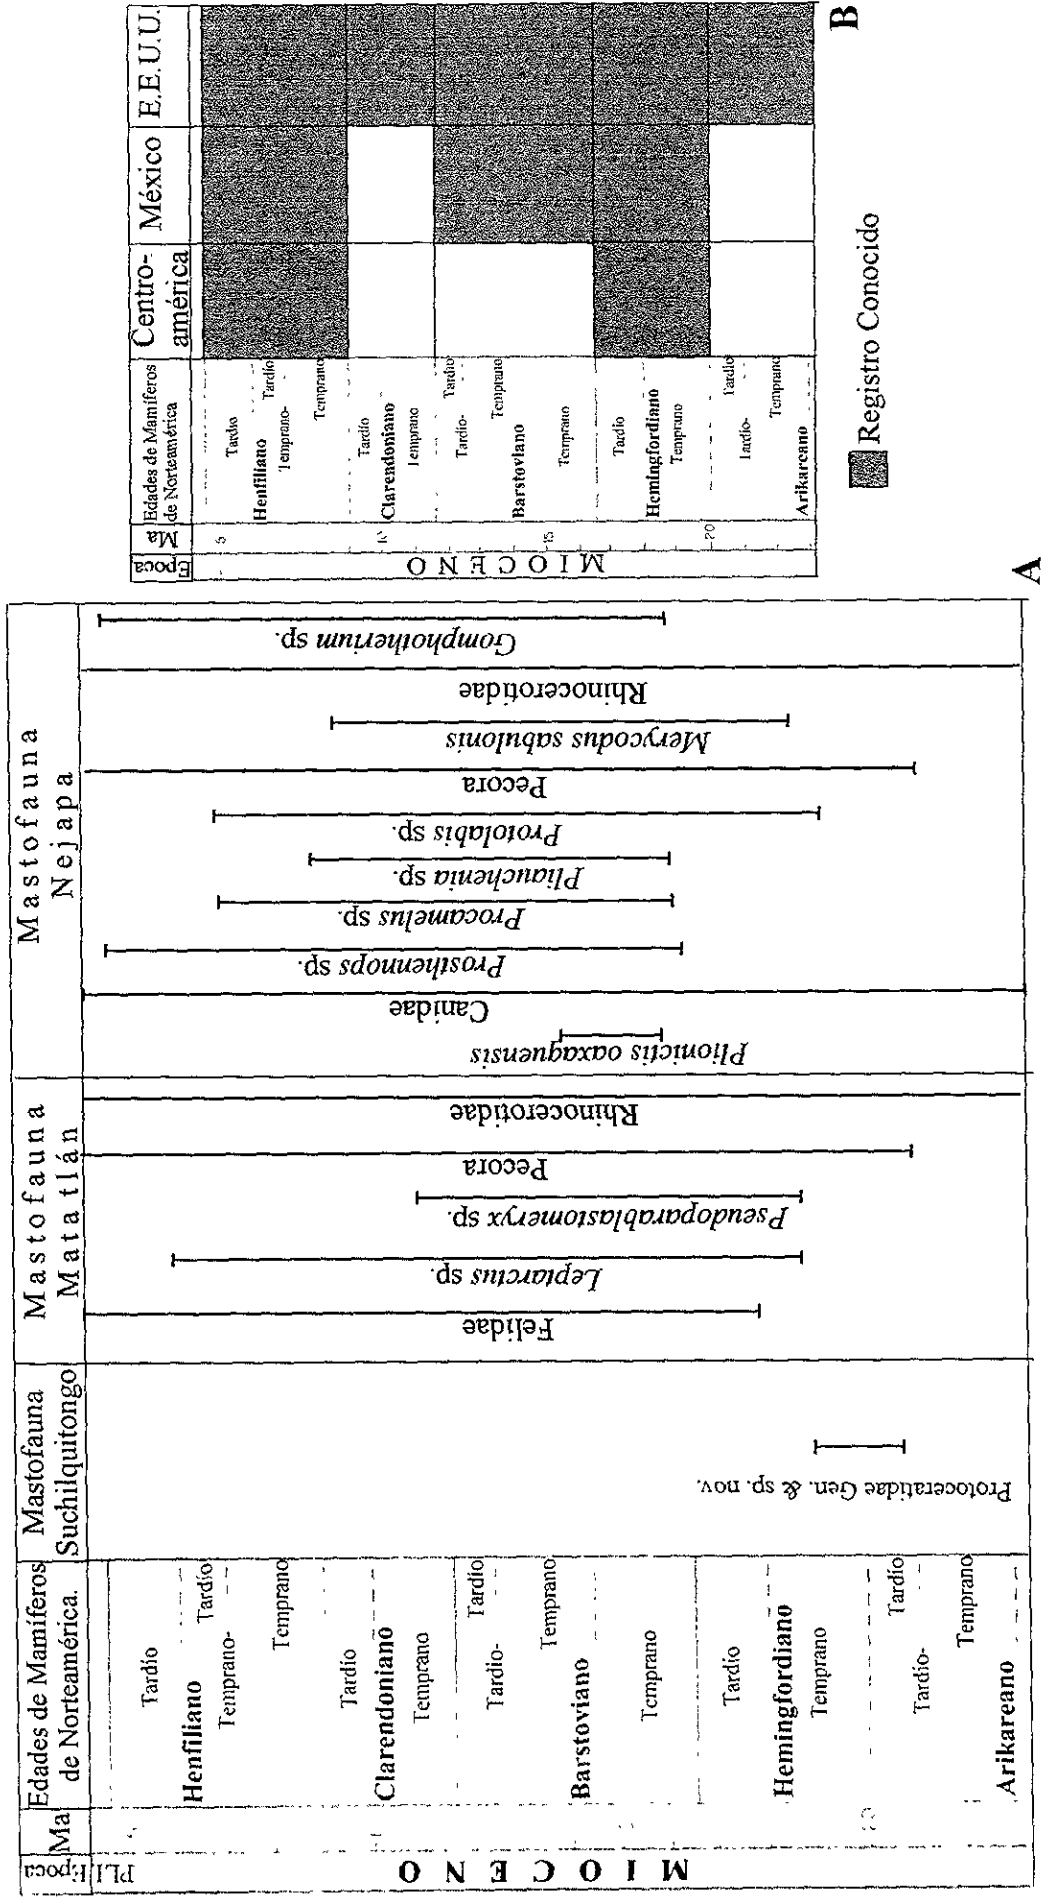 Epoca
Ma
Edades de Mamíferos
de Norteamérica.
Mastofauna
Suchilquitongo
Mastofauna
Matatlán
Mastofauna
Nejapa
PLI
MIOCENO
Tardío
Henfiliano
Tardío
Temprano-
Temprano
Tardío
Clarendoniano
Temprano
Tardío
Tardío-
Temprano
Barstoviano
Temprano
Tardío
Hemingfordiano
Temprano
Tardío
Tardío-
Temprano
Arikareano
Protoceratidae Gen. & sp. nov.
Felidae
Leptarctus sp.
Pseudoparablastomeryx sp.
Pecora
Rhinocerotidae
Plionictis oaxaquensis
Canidae
Prosthennops sp.
Procamelus sp.
Pliauchenia sp.
Protolabis sp.
Pecora
Merycodus sabulonis
Rhinocerotidae
Gomphotherium sp.
A
Epoca
Ma
Edades de Mamíferos
de Norteamérica
Centro-
américa
México
E.E.U.U.
MIOCENO
5
10
15
20
Tardío
Henfiliano
Tardío
Temprano-
Temprano
Tardío
Clarendoniano
Temprano
Tardío
Tardío-
Temprano
Barstoviano
Temprano
Tardío
Hemingfordiano
Temprano
Tardío
Tardío-
Temprano
Arikareano
Registro Conocido
B